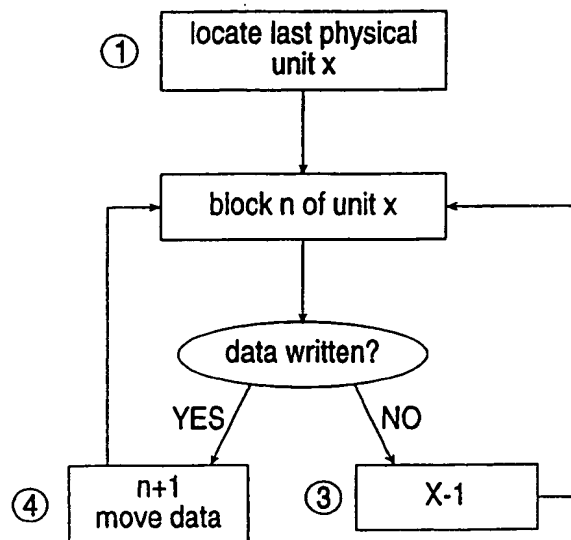 ①
locate last physical
unit x
block n of unit x
data written?
YES
NO
④
n+1
move data
③
X-1